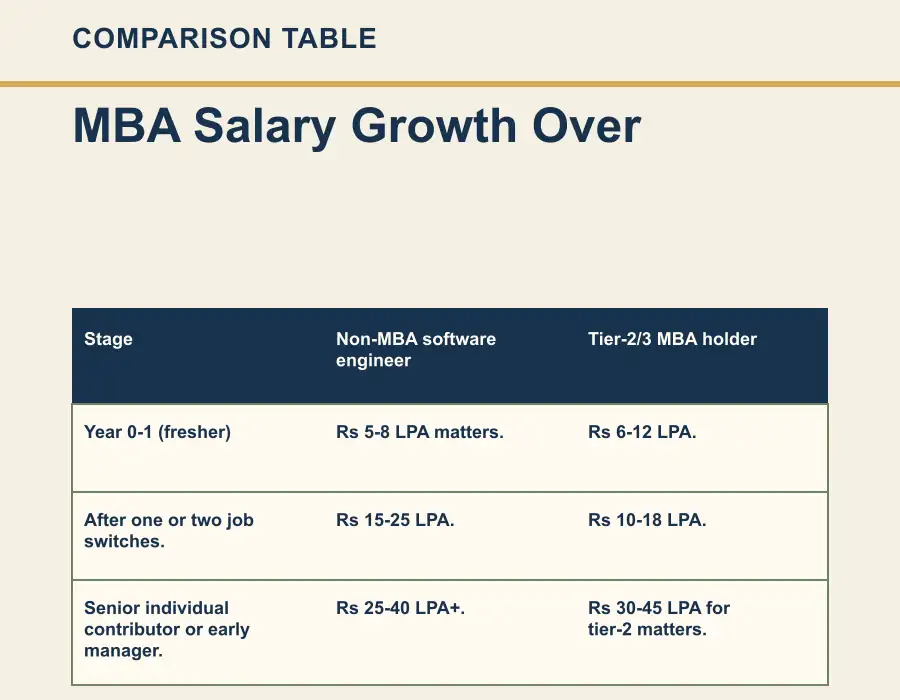 COMPARISON TABLE
MBA Salary Growth Over
Stage
Non-MBA software
engineer
Tier-2/3 MBA holder
Year 0-1 (fresher)
Rs 5-8 LPA matters.
Rs 6-12 LPA.
After one or two job
switches.
Rs 15-25 LPA.
Rs 10-18 LPA.
Senior individual
contributor or early
manager.
Rs 25-40 LPA+.
Rs 30-45 LPA for
tier-2 matters.